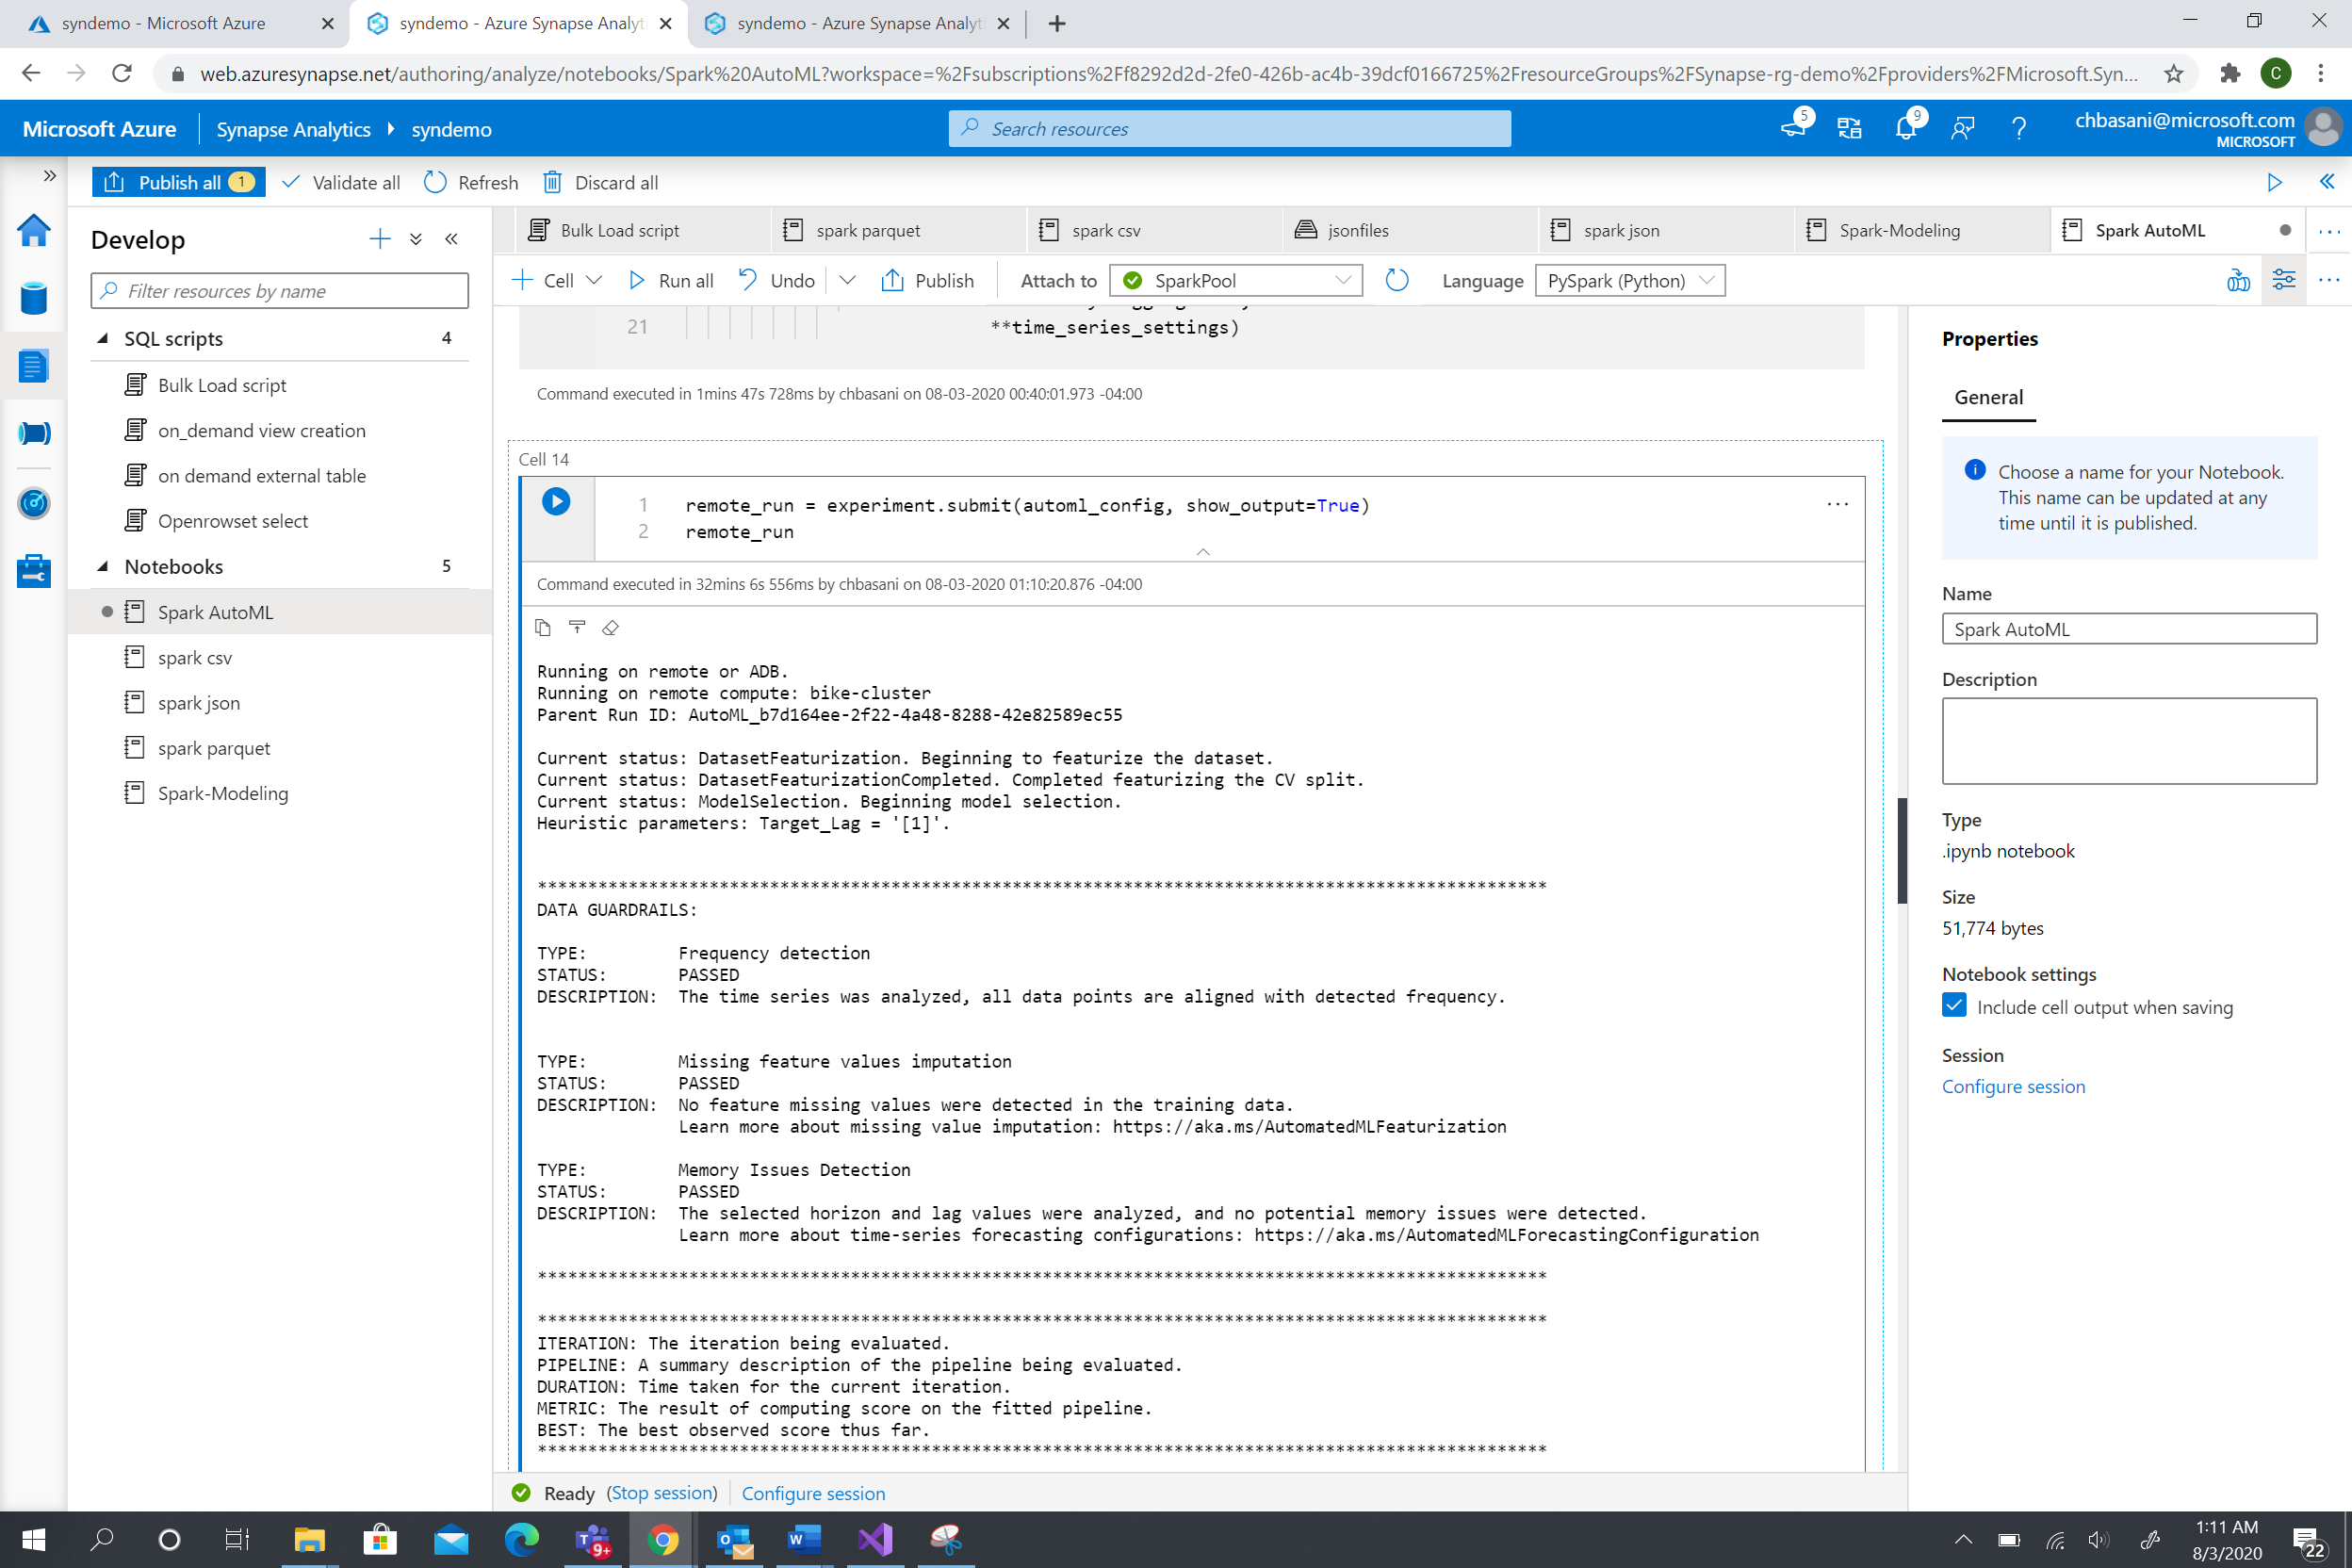 syndemo - Microsoft Azure
syndemo - Azure Synapse Analyt
syndemo - Azure Synapse Analyti
web.azuresynapse.net/authoring/analyze/notebooks/Spark%20AutoML?workspace=%2Fsubscriptions%2Ff8292d2d-2fe0-426b-ac4b-39dcf0166725%2FresourceGroups%2FSynapse-rg-demo%2Fproviders%2FMicrosoft.Syn...
C
Microsoft Azure
Synapse Analytics
syndemo
Search resources
5
9
chbasani@microsoft.com
MICROSOFT
Publish all 1
Validate all
Refresh
Discard all
Develop
Filter resources by name
SQL scripts 4
Bulk Load script
on_demand view creation
on demand external table
Openrowset select
Notebooks 5
Spark AutoML
spark csv
spark json
spark parquet
Spark-Modeling
Bulk Load script
spark parquet
spark csv
jsonfiles
spark json
Spark-Modeling
Spark AutoML
Cell
Run all
Undo
Publish
Attach to
SparkPool
Language
PySpark (Python)
21 **time_series_settings)
Command executed in 1mins 47s 728ms by chbasani on 08-03-2020 00:40:01.973 -04:00
Cell 14
1 remote_run = experiment.submit(automl_config, show_output=True)
2 remote_run
Command executed in 32mins 6s 556ms by chbasani on 08-03-2020 01:10:20.876 -04:00
Running on remote or ADB.
Running on remote compute: bike-cluster
Parent Run ID: AutoML_b7d164ee-2f22-4a48-8288-42e82589ec55
Current status: DatasetFeaturization. Beginning to featurize the dataset.
Current status: DatasetFeaturizationCompleted. Completed featurizing the CV split.
Current status: ModelSelection. Beginning model selection.
Heuristic parameters: Target_Lag = '[1]'.
****************************************************************************************************
DATA GUARDRAILS:
TYPE: Frequency detection
STATUS: PASSED
DESCRIPTION: The time series was analyzed, all data points are aligned with detected frequency.
TYPE: Missing feature values imputation
STATUS: PASSED
DESCRIPTION: No feature missing values were detected in the training data.
Learn more about missing value imputation: https://aka.ms/AutomatedMLFeaturization
TYPE: Memory Issues Detection
STATUS: PASSED
DESCRIPTION: The selected horizon and lag values were analyzed, and no potential memory issues were detected.
Learn more about time-series forecasting configurations: https://aka.ms/AutomatedMLForecastingConfiguration
****************************************************************************************************
****************************************************************************************************
ITERATION: The iteration being evaluated.
PIPELINE: A summary description of the pipeline being evaluated.
DURATION: Time taken for the current iteration.
METRIC: The result of computing score on the fitted pipeline.
BEST: The best observed score thus far.
****************************************************************************************************
Ready (Stop session)
Configure session
Properties
General
Choose a name for your Notebook.
This name can be updated at any
time until it is published.
Name
Spark AutoML
Description
Type
.ipynb notebook
Size
51,774 bytes
Notebook settings
Include cell output when saving
Session
Configure session
9+
1:11 AM
8/3/2020
22